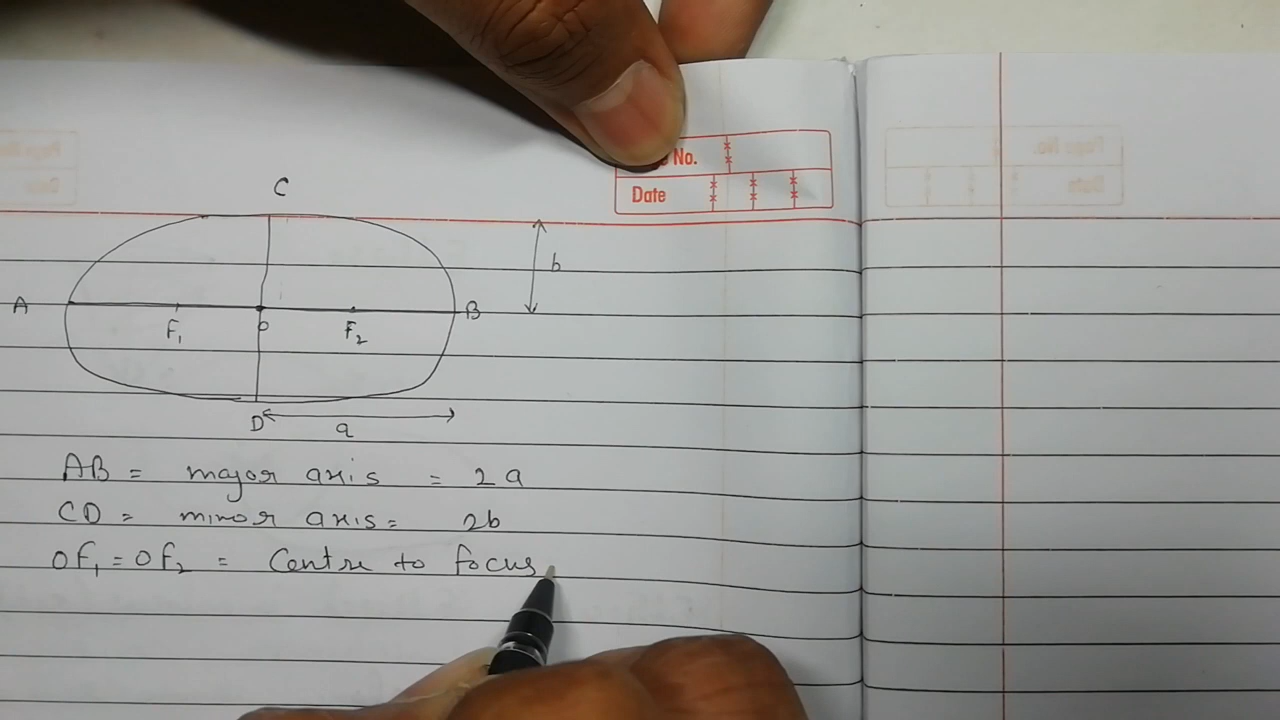 No.
Date
C
b
A
F₁
O
F₂
B
D
a
AB = major axis = 2a
CD = minor axis = 2b
OF₁ = OF₂ = Centre to focus